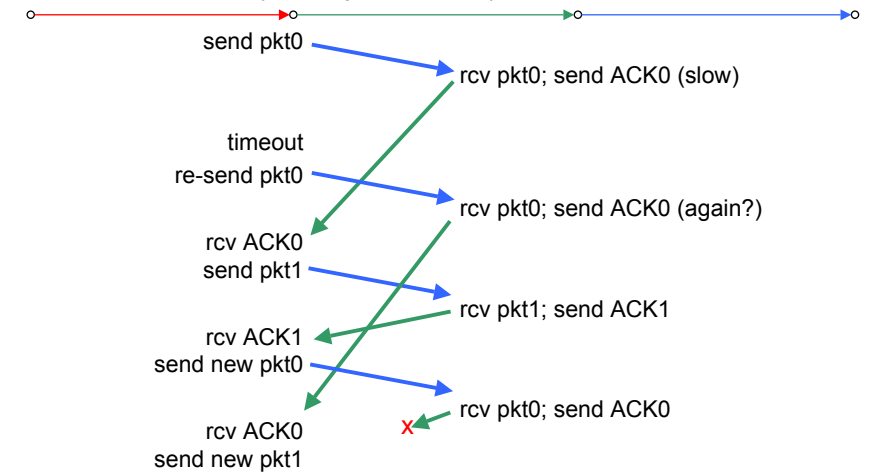 send pkt0
rcv pkt0; send ACK0 (slow)
timeout
re-send pkt0
rcv pkt0; send ACK0 (again?)
rcv ACK0
send pkt1
rcv pkt1; send ACK1
rcv ACK1
send new pkt0
rcv pkt0; send ACK0
X
rcv ACK0
send new pkt1